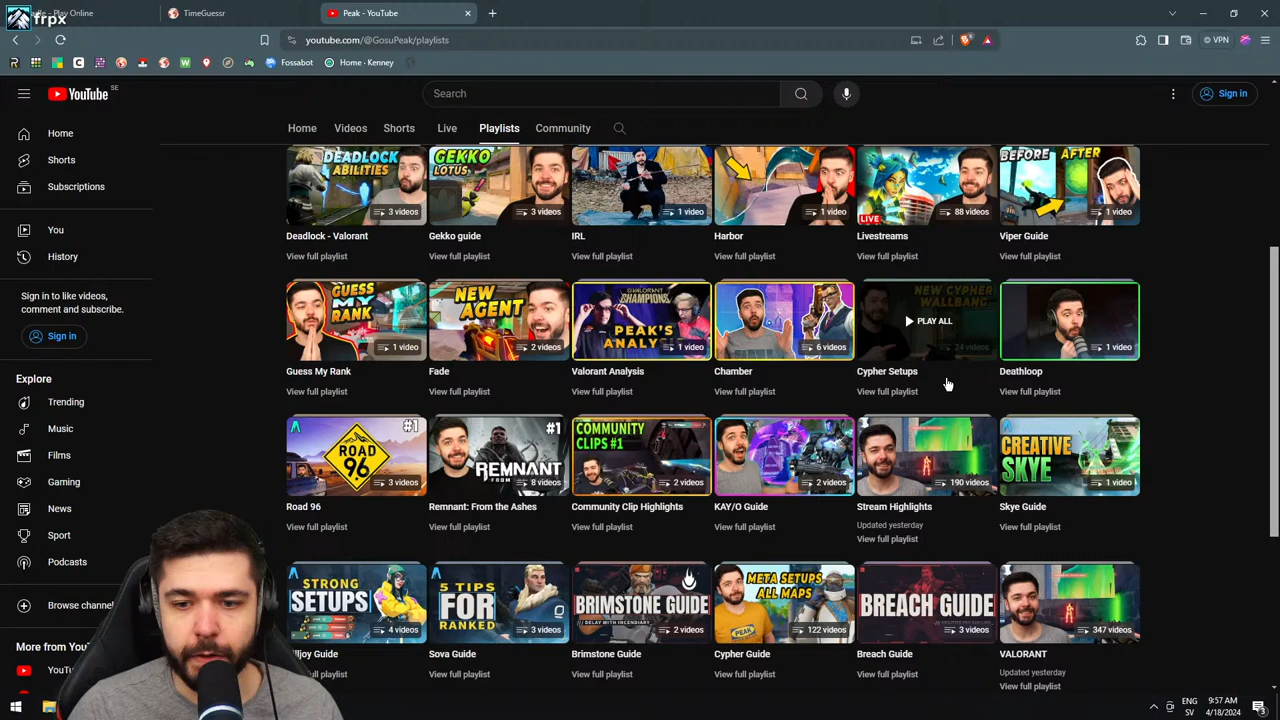 frpx
Play Online
TimeGuessr
Peak - YouTube
youtube.com/@GosuPeak/playlists
VPN
Fossabot
Home · Kenney
YouTube
SE
Search
Sign in
Home
Videos
Shorts
Live
Playlists
Community
Home
Shorts
Subscriptions
You
History
Sign in to like videos,
comment, and subscribe.
Sign in
Explore
Trending
Music
Films
Gaming
News
Sport
Podcasts
Browse channel
More from
DEADLOCK
ABILITIES
3 videos
GEKKO
LOTUS
3 videos
1 video
1 video
LIVE
88 videos
BEFORE AFTER
1 video
Deadlock - Valorant
Gekko guide
IRL
Harbor
Livestreams
Viper Guide
View full playlist
View full playlist
View full playlist
View full playlist
View full playlist
View full playlist
GUESS
MY
RANK
1 video
NEW
AGENT
2 videos
VALORANT
CHAMPIONS
PEAK'S
1 video
6 videos
NEW CYPHER
WALLBANG
PLAY ALL
24 videos
1 video
Guess My Rank
Fade
Valorant Analysis
Chamber
Cypher Setups
Deathloop
View full playlist
View full playlist
View full playlist
View full playlist
View full playlist
View full playlist
#1
ROAD
96
3 videos
#1
REMNANT
FROM
8 videos
COMMUNITY
CLIPS #1
2 videos
2 videos
190 videos
CREATIVE
SKYE
1 video
Road 96
Remnant: From the Ashes
Community Clip Highlights
KAY/O Guide
Stream Highlights
Skye Guide
View full playlist
View full playlist
View full playlist
View full playlist
Updated yesterday
View full playlist
View full playlist
STRONG
SETUPS
4 videos
5 TIPS
FOR
RANKED
3 videos
BRIMSTONE GUIDE
// DELAY WITH INCENDIARY
2 videos
META SETUPS
ALL MAPS
PEAK
122 videos
BREACH GUIDE
3 videos
347 videos
lljoy Guide
Sova Guide
Brimstone Guide
Cypher Guide
Breach Guide
VALORANT
full playlist
View full playlist
View full playlist
View full playlist
View full playlist
Updated yesterday
View full playlist
ENG
SV
9:57 AM
4/18/2024